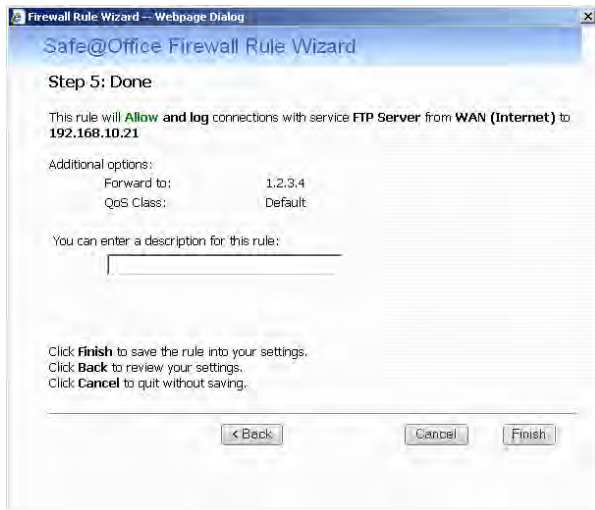 Firewall Rule Wizard -- Webpage Dialog
Safe@Office Firewall Rule Wizard
Step 5: Done
This rule will Allow and log connections with service FTP Server from WAN (Internet) to
192.168.10.21
Additional options:
Forward to: 1.2.3.4
QoS Class: Default
You can enter a description for this rule:
Click Finish to save the rule into your settings.
Click Back to review your settings.
Click Cancel to quit without saving.
< Back Cancel Finish